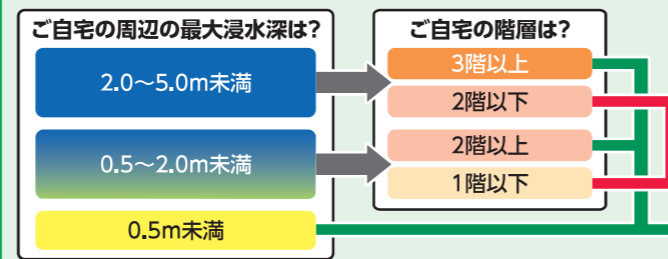 ご自宅の周辺の最大浸水深は?
2.0〜5.0m未満
0.5〜2.0m未満
0.5m未満
ご自宅の階層は?
3階以上
2階以下
2階以上
1階以下